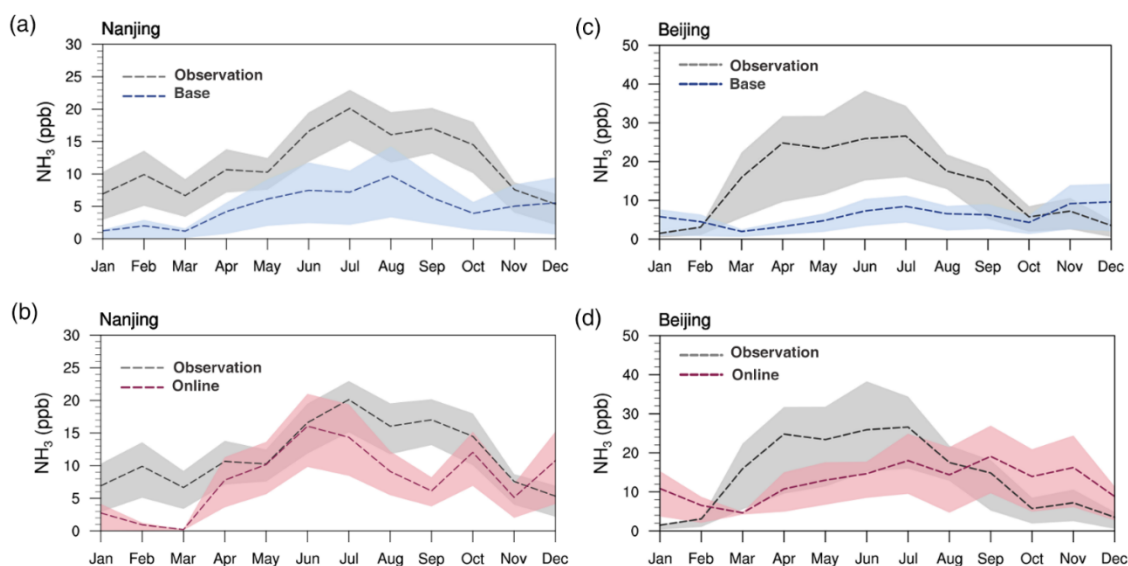 (a) Nanjing
NH3 (ppb)
30
25
20
15
10
5
0
Observation
Base
Jan Feb Mar Apr May Jun Jul Aug Sep Oct Nov Dec
(c) Beijing
NH3 (ppb)
50
40
30
20
10
0
Observation
Base
Jan Feb Mar Apr May Jun Jul Aug Sep Oct Nov Dec
(b) Nanjing
NH3 (ppb)
30
25
20
15
10
5
0
Observation
Online
Jan Feb Mar Apr May Jun Jul Aug Sep Oct Nov Dec
(d) Beijing
NH3 (ppb)
50
40
30
20
10
0
Observation
Online
Jan Feb Mar Apr May Jun Jul Aug Sep Oct Nov Dec